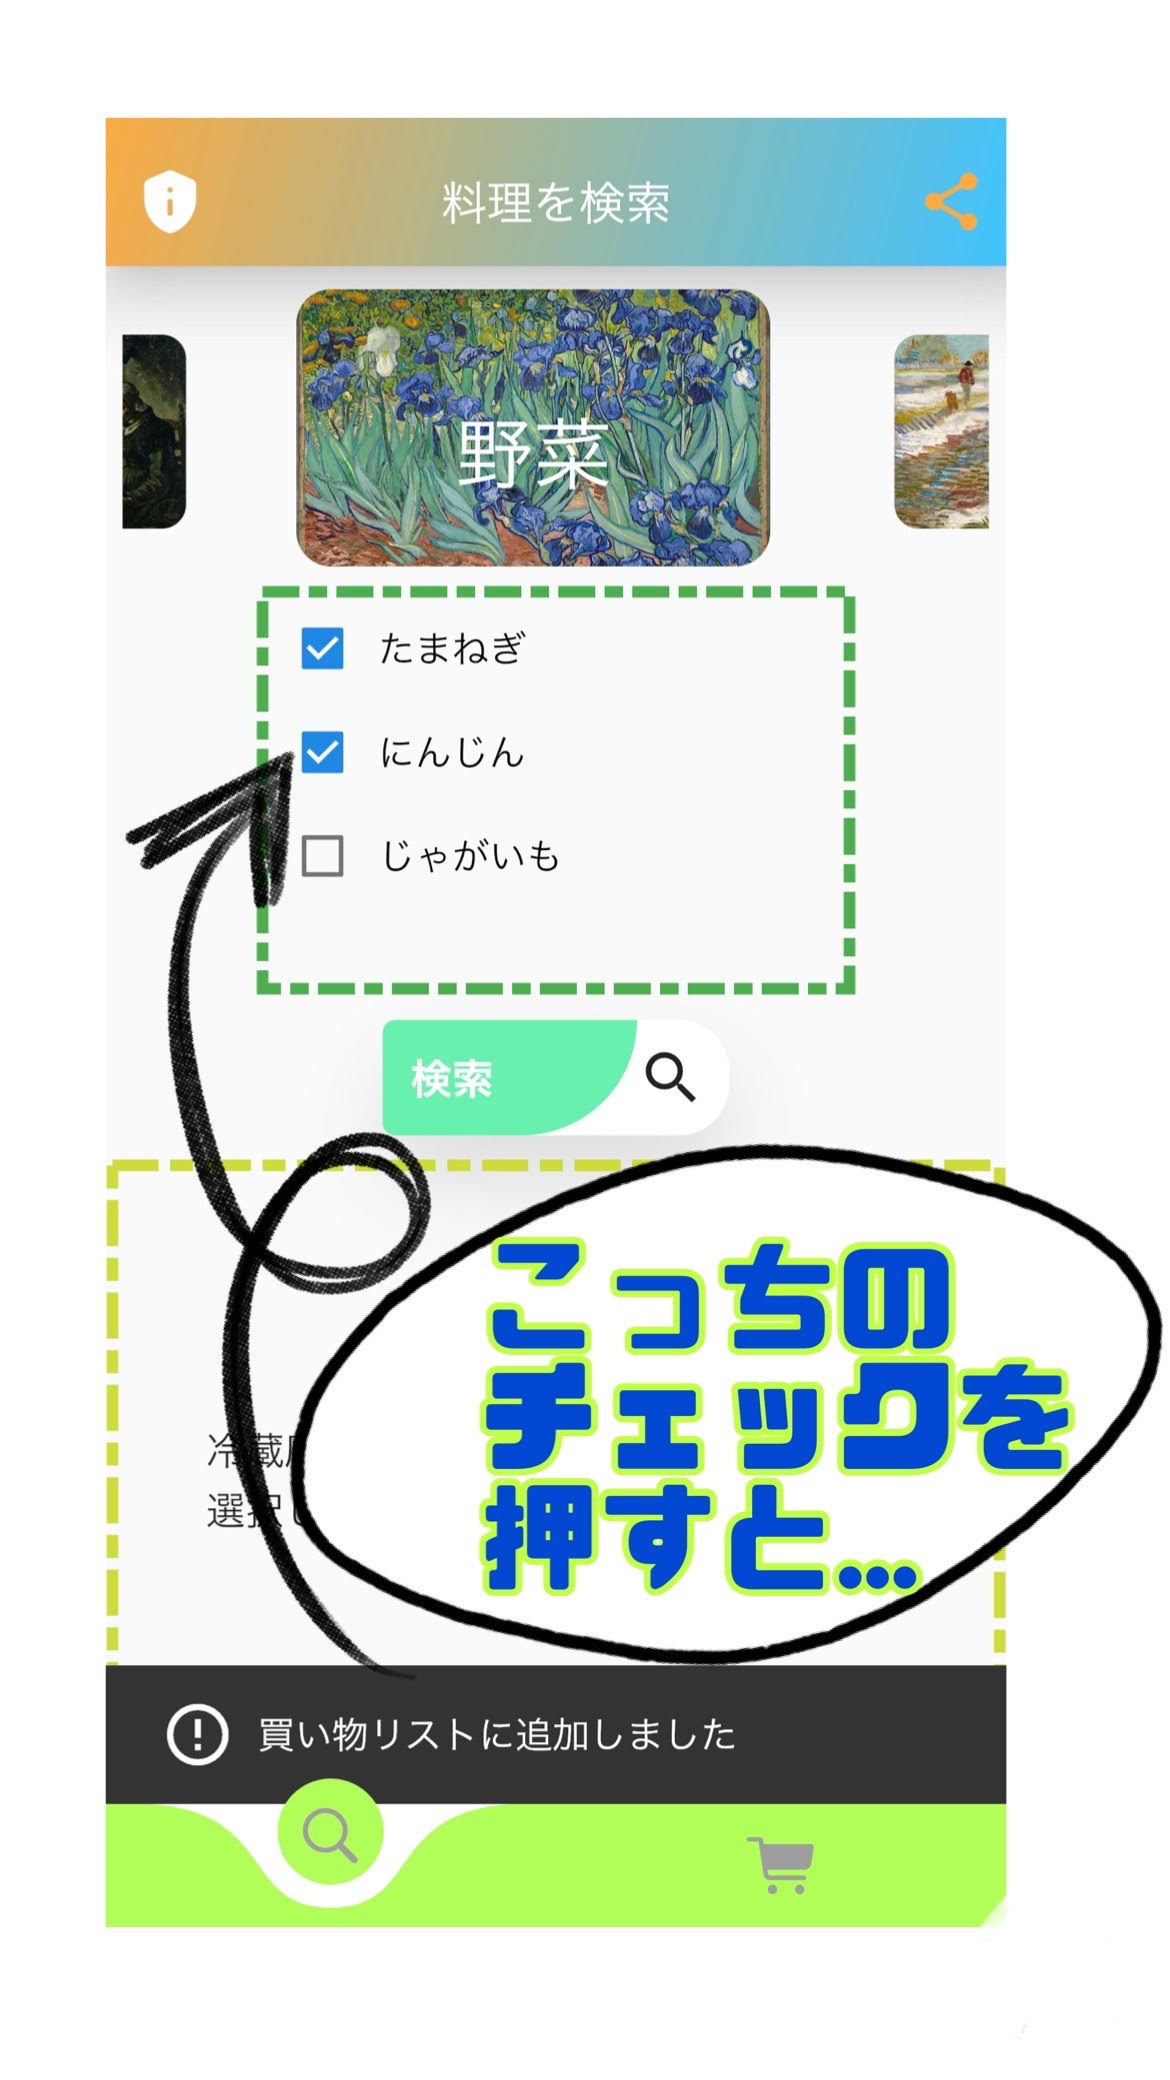 料理を検索
野菜
たまねぎ
にんじん
じゃがいも
検索
こっちの
チェックを
押すと...
冷蔵
選択し
買い物リストに追加しました